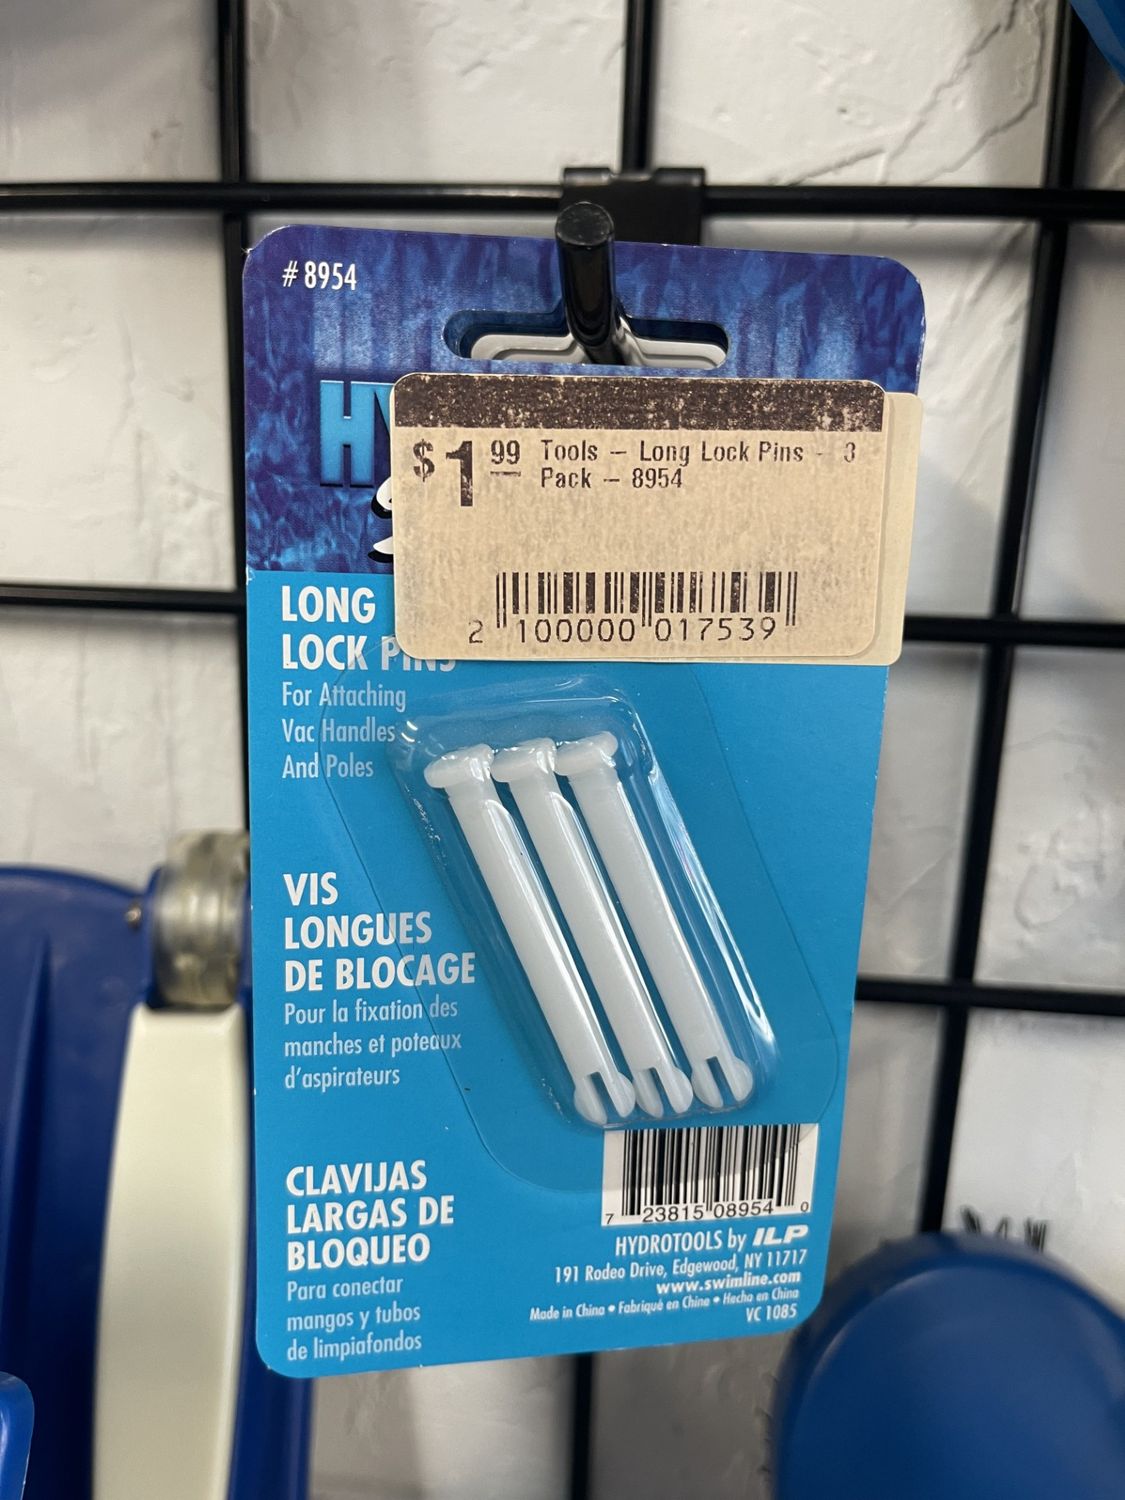 # 8954
HY
$1.99 Tools - Long Lock Pins - 3
Pack - 8954
2 100000 017539
LONG
LOCK PINS
For Attaching
Vac Handles
And Poles
VIS
LONGUES
DE BLOCAGE
Pour la fixation des
manches et poteaux
d'aspirateurs
CLAVIJAS
LARGAS DE
BLOQUEO
Para conectar
mangos y tubos
de limpiafondos
7 23815 08954 0
HYDROTOOLS by ILP
191 Rodeo Drive, Edgewood, NY 11717
www.swimline.com
Made in China • Fabriqué en China • Hecho en China
VC 1085